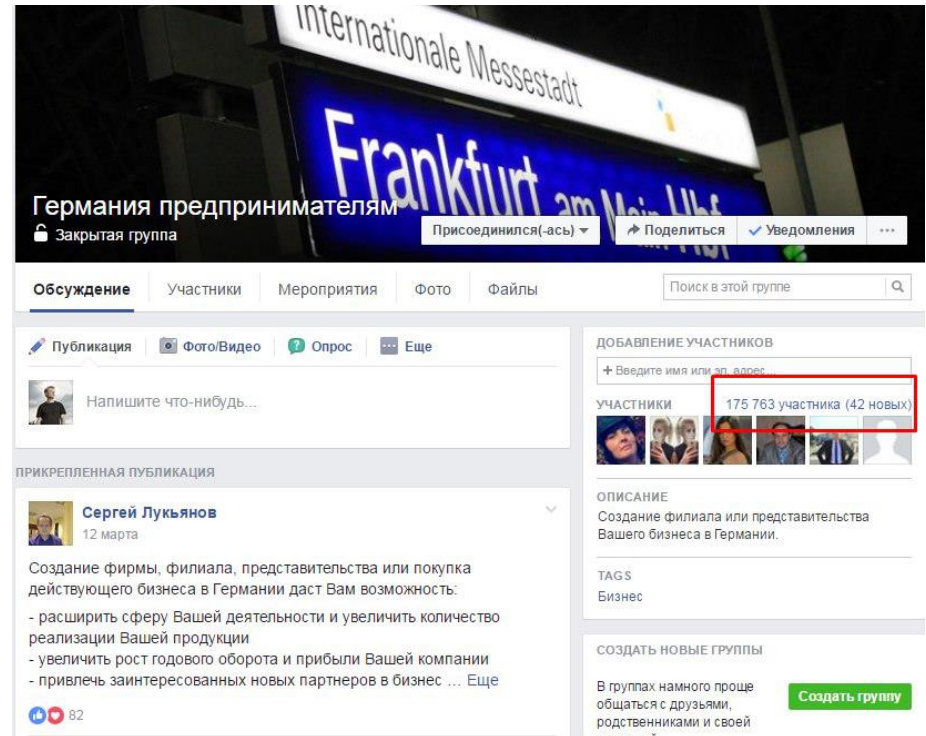 Internationale Messestadt
Frankfurt am Main Hbf
Германия предпринимателям
Закрытая группа
Присоединился(-ась)
Поделиться
Уведомления
Обсуждение
Участники
Мероприятия
Фото
Файлы
Поиск в этой группе
Публикация
Фото/Видео
Опрос
Еще
Напишите что-нибудь...
ПРИКРЕПЛЕННАЯ ПУБЛИКАЦИЯ
Сергей Лукьянов
12 марта
Создание фирмы, филиала, представительства или покупка
действующего бизнеса в Германии даст Вам возможность:
- расширить сферу Вашей деятельности и увеличить количество
реализации Вашей продукции
- увеличить рост годового оборота и прибыли Вашей компании
- привлечь заинтересованных новых партнеров в бизнес ... Еще
82
ДОБАВЛЕНИЕ УЧАСТНИКОВ
+ Введите имя или эл. адрес...
УЧАСТНИКИ
175 763 участника (42 новых)
ОПИСАНИЕ
Создание филиала или представительства
Вашего бизнеса в Германии.
TAGS
Бизнес
СОЗДАТЬ НОВЫЕ ГРУППЫ
В группах намного проще
общаться с друзьями,
родственниками и своей
Создать группу